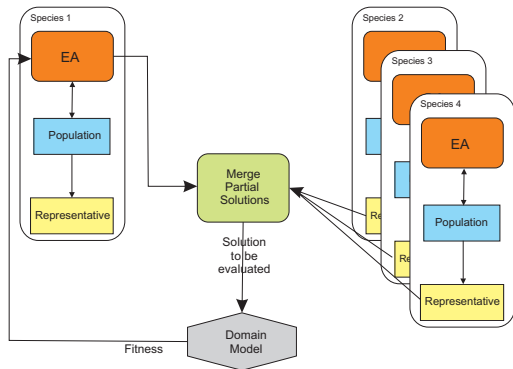 Species 1
EA
Population
Representative
Merge
Partial
Solutions
Solution
to be
evaluated
Domain
Model
Fitness
Species 2
Species 3
Species 4
EA
Population
Representative